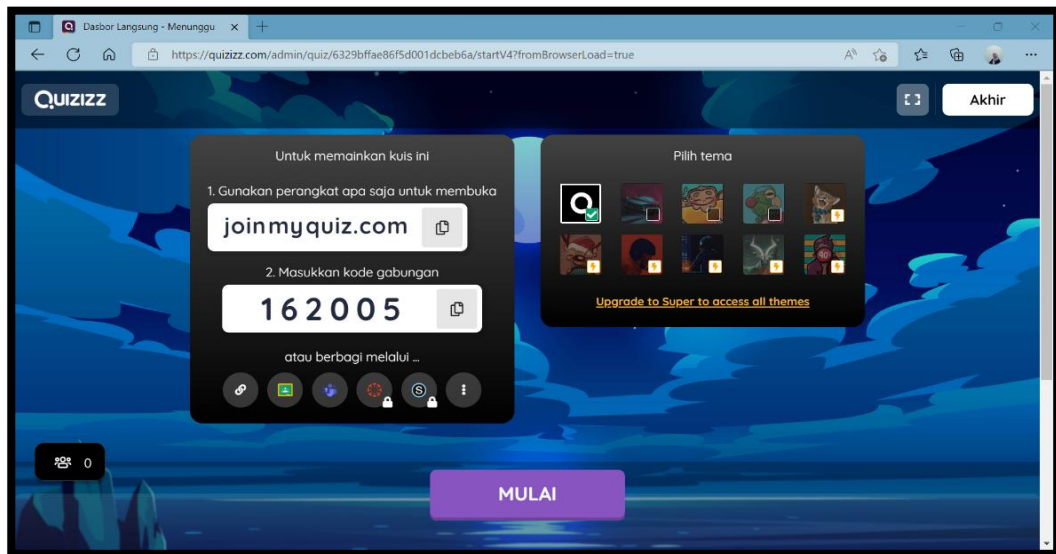 Dasbor Langsung - Menunggu
https://quizizz.com/admin/quiz/6329bffae86f5d001dcbeb6a/startV4?fromBrowserLoad=true
QUIZIZZ
Akhir
Untuk memainkan kuis ini
1. Gunakan perangkat apa saja untuk membuka
joinmyquiz.com
2. Masukkan kode gabungan
162005
atau berbagi melalui ...
Pilih tema
Upgrade to Super to access all themes
0
MULAI